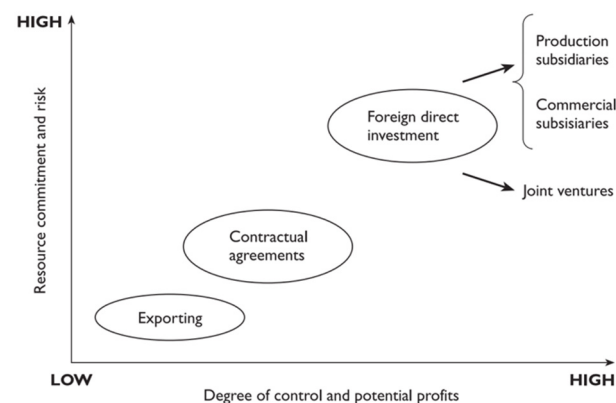 HIGH
Production
subsidiaries
Commercial
subsisiaries
Foreign direct
investment
Joint ventures
Resource commitment and risk
Contractual
agreements
Exporting
LOW
HIGH
Degree of control and potential profits